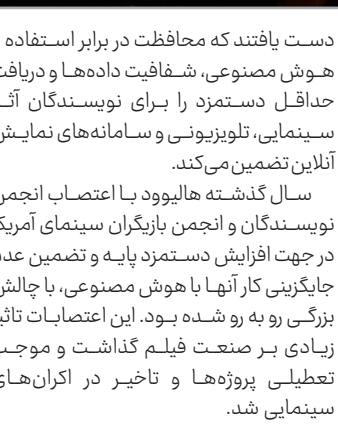 دست یافتند که محافظت در برابر استفاده
هوش مصنوعی، شفافیت داده‌ها و دریافت
حداقل دستمزد را برای نویسندگان آثا
سینمایی، تلویزیونی و سامانه‌های نمایش
آنلاین تضمین می‌کند.
سال گذشته هالیوود با اعتصاب انجمن
نویسندگان و انجمن بازیگران سینمای آمریکا
در جهت افزایش دستمزد پایه و تضمین عدم
جایگزینی کار آنها با هوش مصنوعی، با چالش
بزرگی رو به رو شده بود. این اعتصابات تاثیر
زیادی بر صنعت فیلم گذاشت و موجب
تعطیلی پروژه‌ها و تاخیر در اکران‌های
سینمایی شد.